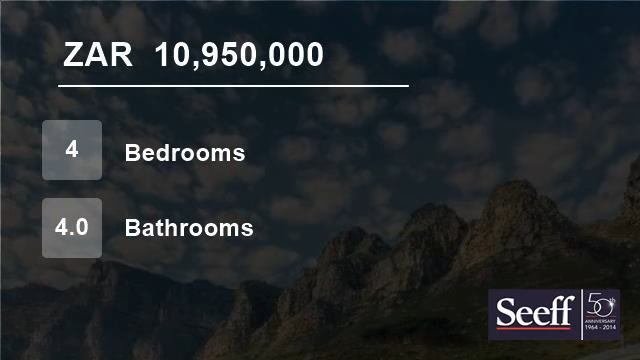 ZAR 10,950,000
4 Bedrooms
4.0 Bathrooms
Seeff
50
ANNIVERSARY
1964 - 2014